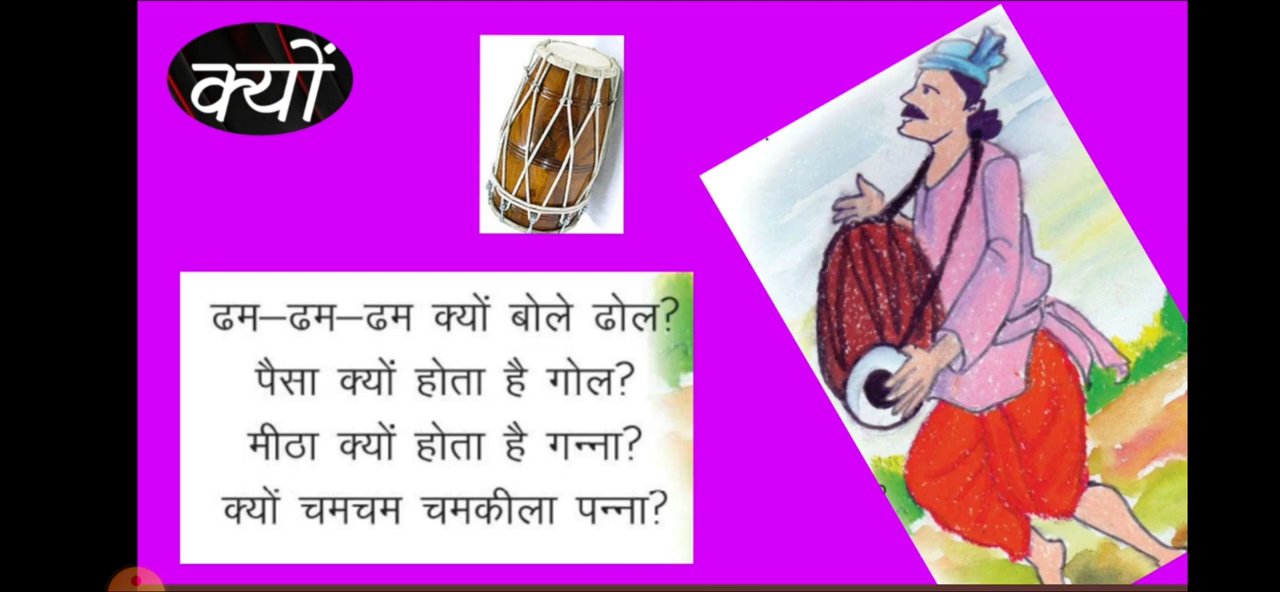 क्यों
ढम–ढम–ढम क्यों बोले ढोल?
पैसा क्यों होता है गोल?
मीठा क्यों होता है गन्ना?
क्यों चमचम चमकीला पन्ना?